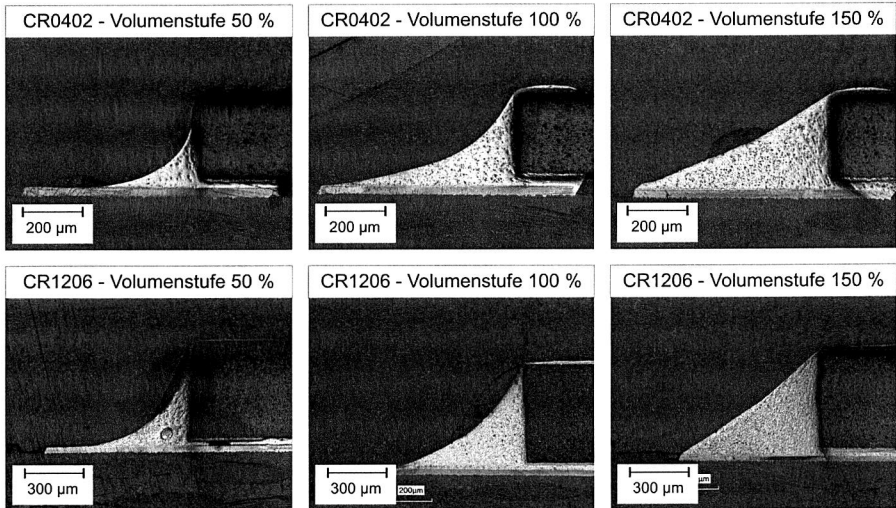 CR0402 - Volumenstufe 50 %
CR0402 - Volumenstufe 100 %
CR0402 - Volumenstufe 150 %
200 µm
200 µm
200 µm
CR1206 - Volumenstufe 50 %
CR1206 - Volumenstufe 100 %
CR1206 - Volumenstufe 150 %
300 µm
300 µm
200µm
300 µm
µm